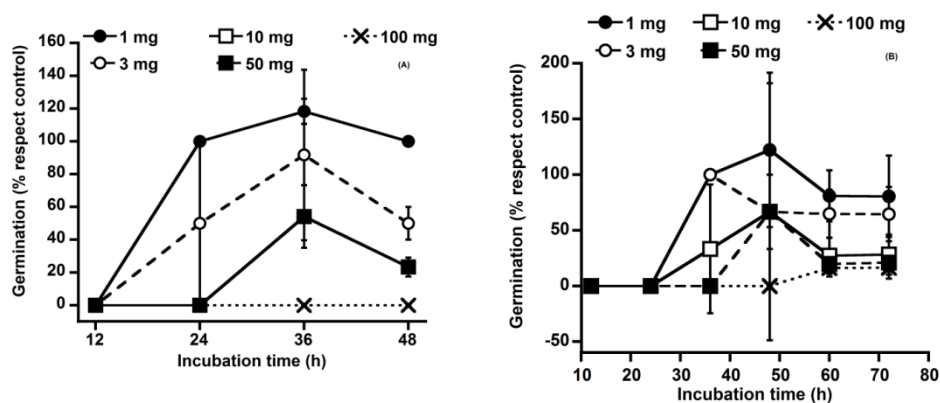 1 mg 10 mg 100 mg
3 mg 50 mg
(A)
Germination (% respect control)
160
140
120
100
80
60
40
20
0
12 24 36 48
Incubation time (h)
1 mg 10 mg 100 mg
3 mg 50 mg
(B)
Germination (% respect control)
200
150
100
50
0
-50
10 20 30 40 50 60 70 80
Incubation time (h)